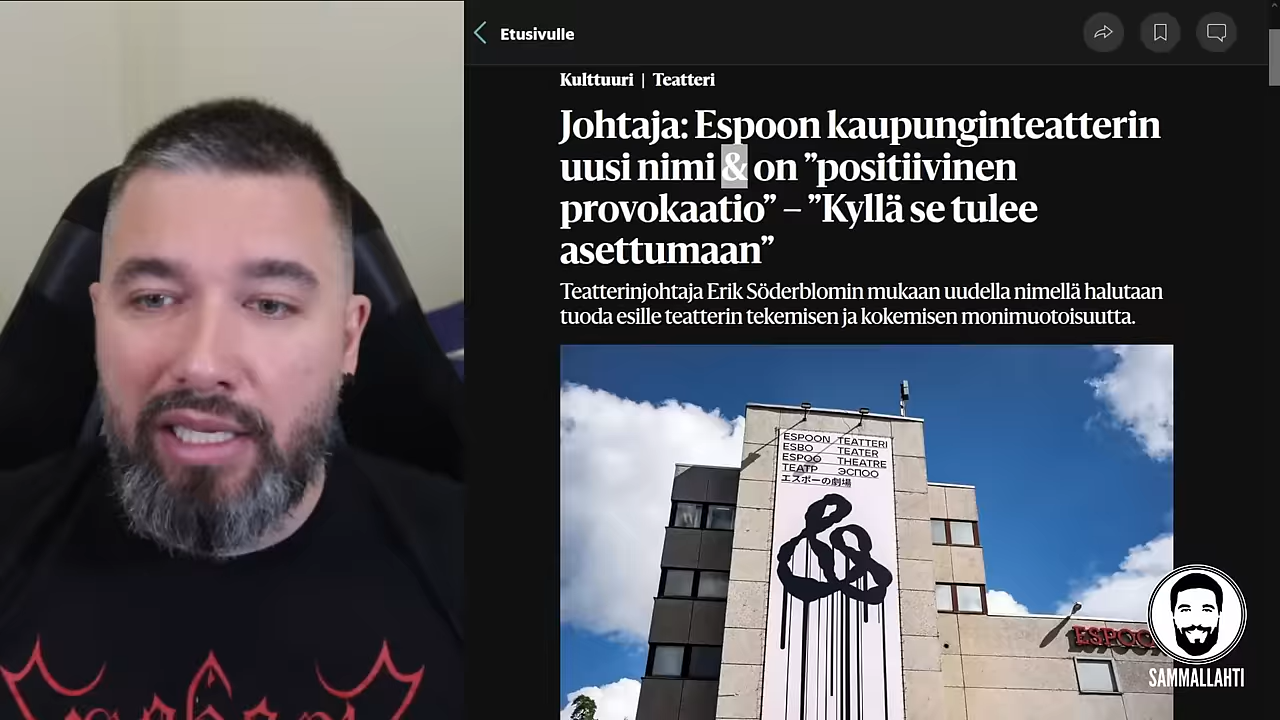 Etusivulle
Kulttuuri | Teatteri
Johtaja: Espoon kaupunginteatterin
uusi nimi & on ”positiivinen
provokaatio” – ”Kyllä se tulee
asettumaan”
Teatterinjohtaja Erik Söderblomin mukaan uudella nimellä halutaan
tuoda esille teatterin tekemisen ja kokemisen monimuotoisuutta.
ESPOON TEATTERI
ESBO TEATER
ESPOO THEATRE
ТЕАТР ЭСПОО
エスポーの劇場
&
ESPOO
SAMMALLAHTI